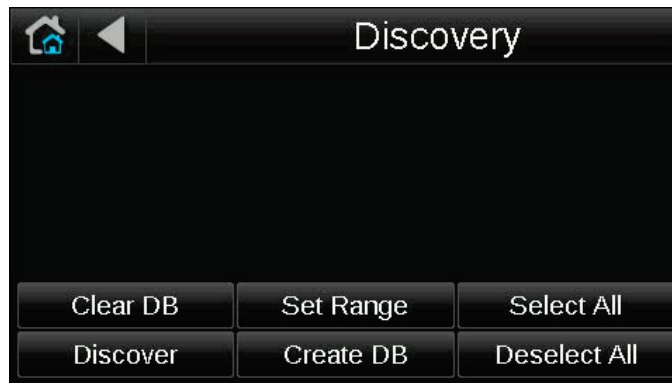 Discovery
Clear DB Set Range Select All
Discover Create DB Deselect All